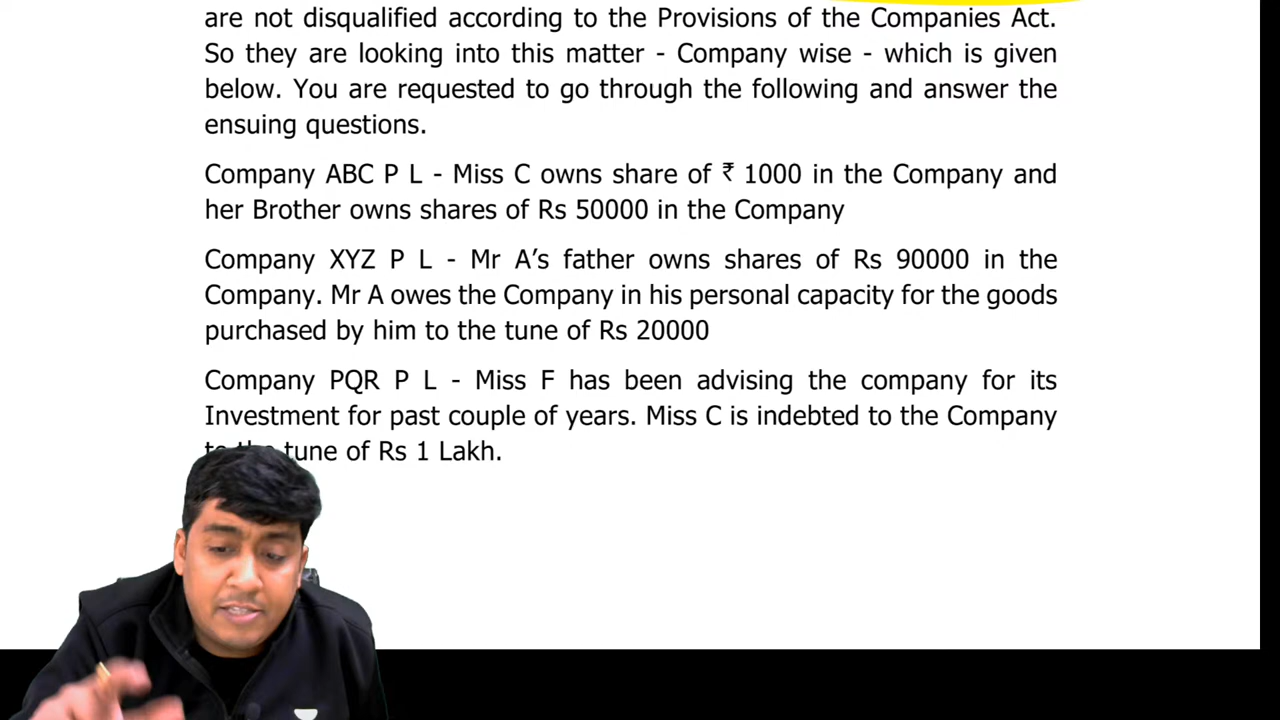 are not disqualified according to the Provisions of the Companies Act.
So they are looking into this matter - Company wise - which is given
below. You are requested to go through the following and answer the
ensuing questions.
Company ABC P L - Miss C owns share of ₹ 1000 in the Company and
her Brother owns shares of Rs 50000 in the Company
Company XYZ P L - Mr A’s father owns shares of Rs 90000 in the
Company. Mr A owes the Company in his personal capacity for the goods
purchased by him to the tune of Rs 20000
Company PQR P L - Miss F has been advising the company for its
Investment for past couple of years. Miss C is indebted to the Company
to the tune of Rs 1 Lakh.